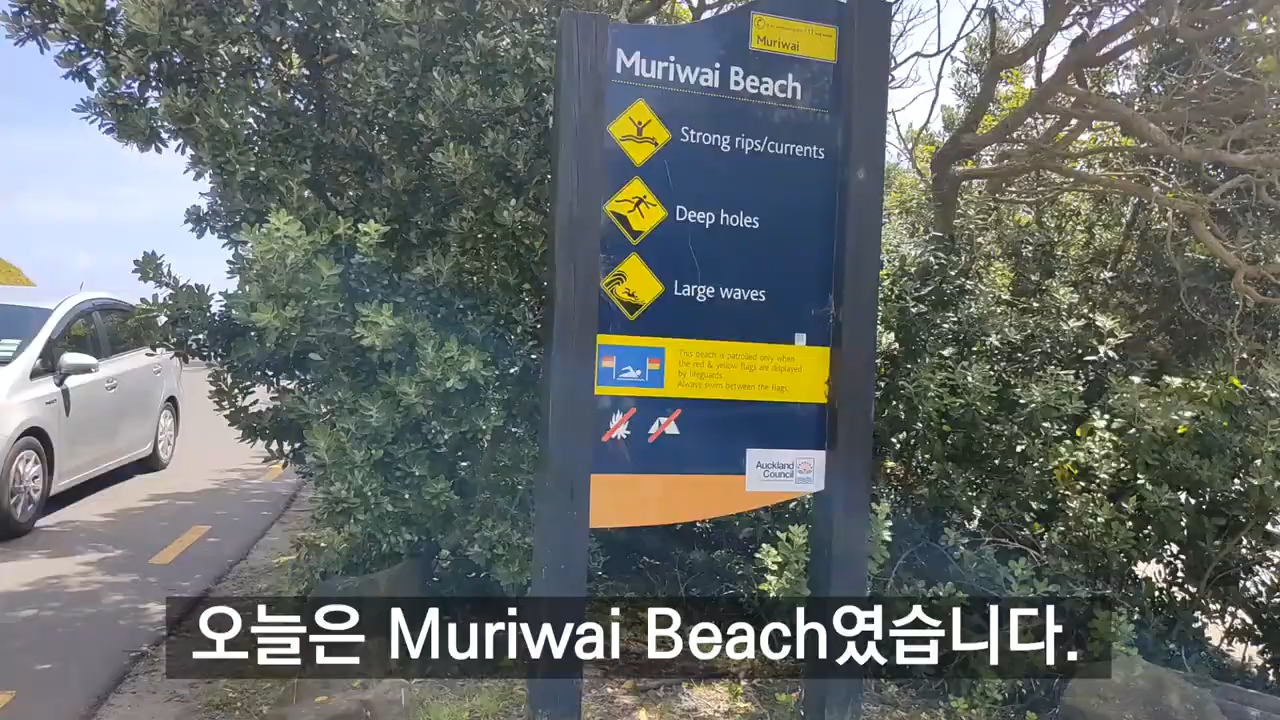 Muriwai
Muriwai Beach
Strong rips/currents
Deep holes
Large waves
This beach is patrolled only when
the red & yellow flags are displayed
by lifeguards.
Always swim between the flags.
Auckland
Council
오늘은 Muriwai Beach였습니다.